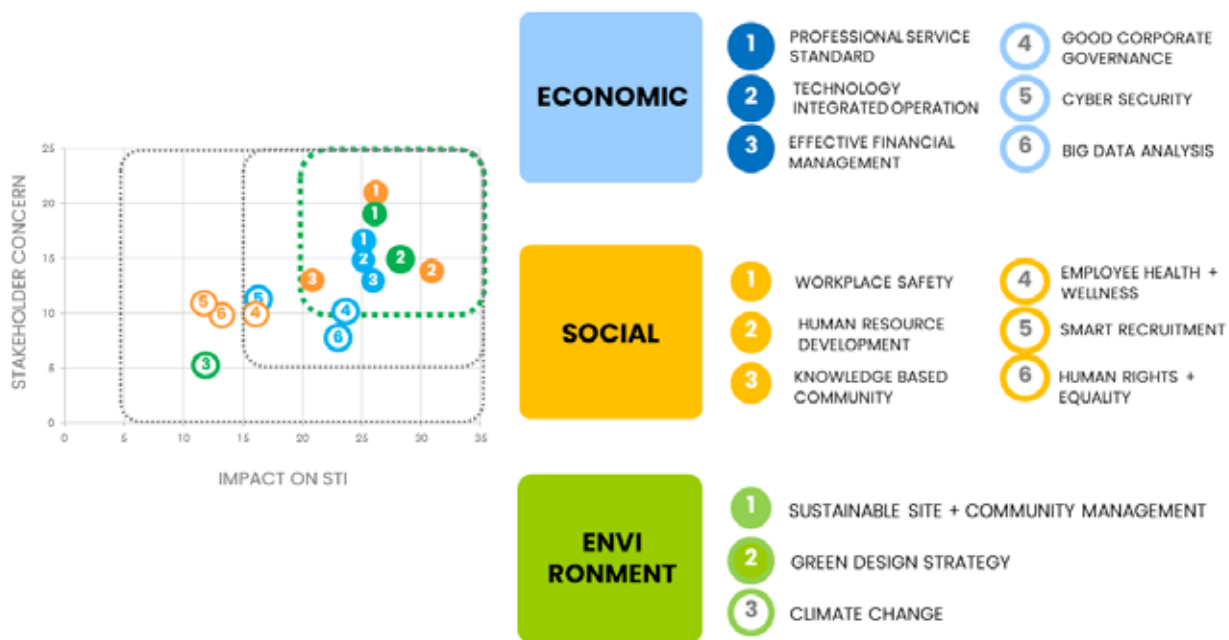 ECONOMIC
1 PROFESSIONAL SERVICE
STANDARD
2 TECHNOLOGY
INTEGRATED OPERATION
3 EFFECTIVE FINANCIAL
MANAGEMENT
4 GOOD CORPORATE
GOVERNANCE
5 CYBER SECURITY
6 BIG DATA ANALYSIS
STAKEHOLDER CONCERN
25
20
15
10
5
0
0 5 10 15 20 25 30 35
IMPACT ON STI
1
1
1
2
2
3
3
2
5
6
5
4
4
6
3
SOCIAL
1 WORKPLACE SAFETY
2 HUMAN RESOURCE
DEVELOPMENT
3 KNOWLEDGE BASED
COMMUNITY
4 EMPLOYEE HEALTH +
WELLNESS
5 SMART RECRUITMENT
6 HUMAN RIGHTS +
EQUALITY
ENVI
RONMENT
1 SUSTAINABLE SITE + COMMUNITY MANAGEMENT
2 GREEN DESIGN STRATEGY
3 CLIMATE CHANGE